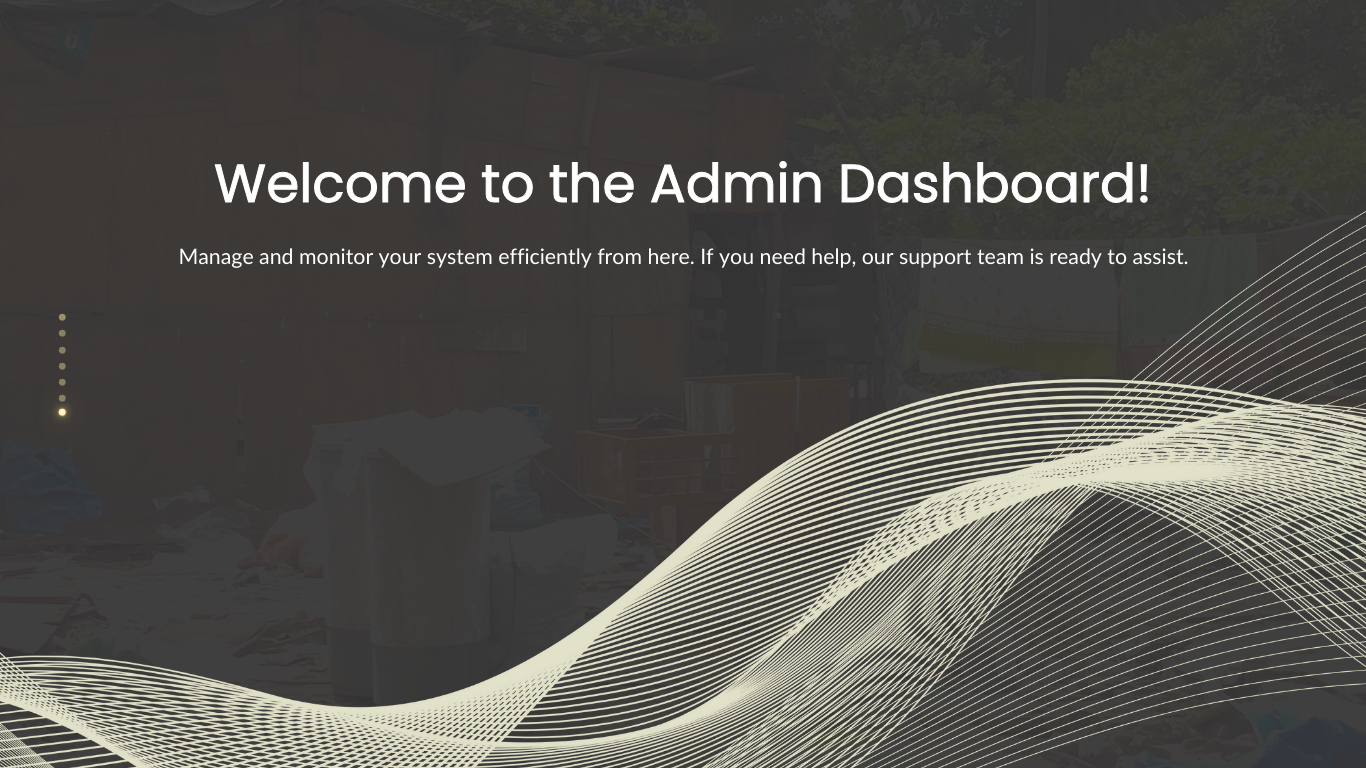 Welcome to the Admin Dashboard!
Manage and monitor your system efficiently from here. If you need help, our support team is ready to assist.